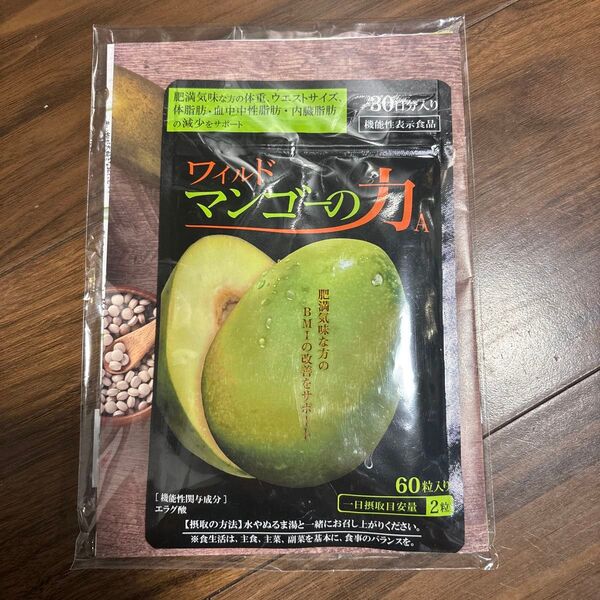 肥満気味な方の体重、ウエストサイズ、
体脂肪・血中中性脂肪・内臓脂肪
の減少をサポート
30日分入り
機能性表示食品
ワイルド
マンゴーの力A
肥満気味な方の
BMIの改善をサポート
60粒入り
[機能性関与成分]
エラグ酸
一日摂取目安量 2粒
【摂取の方法】水やぬるま湯と一緒にお召し上がりください。
※食生活は、主食、主菜、副菜を基本に、食事のバランスを。